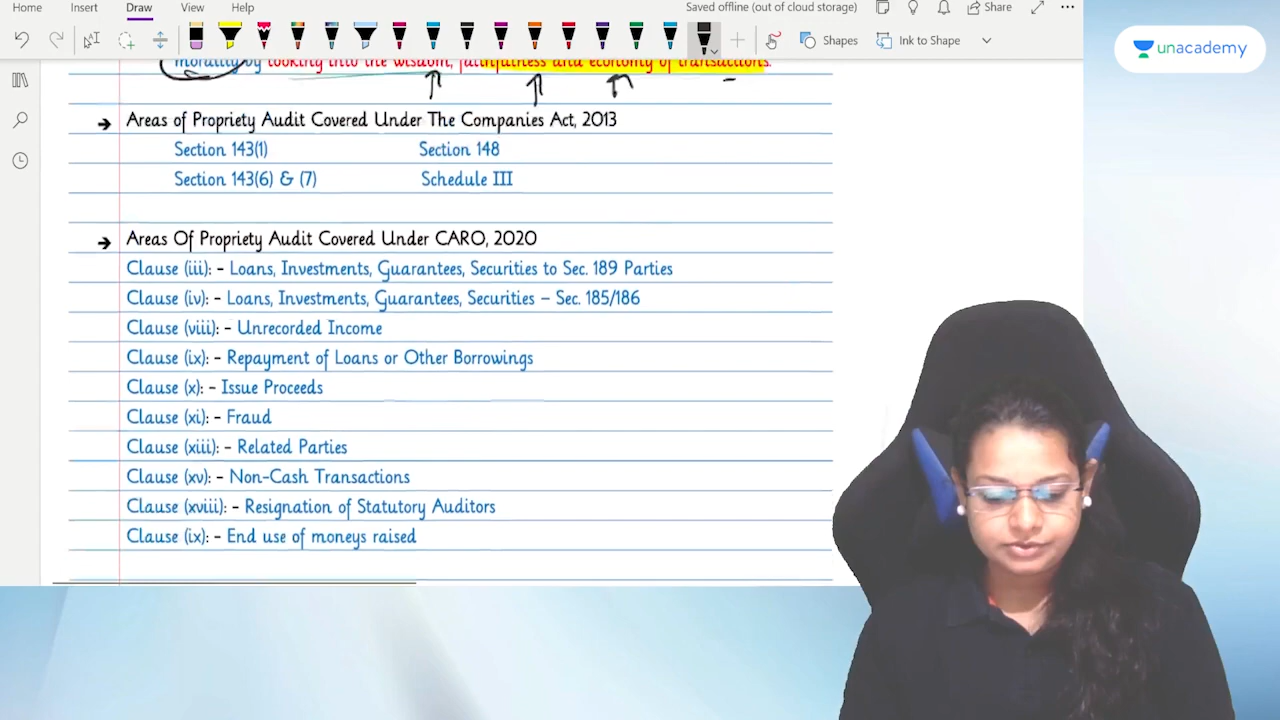 Home Insert Draw View Help Saved offline (out of cloud storage) Share
Shapes Ink to Shape
unacademy
morality by looking into the wisdom, faithfulness and economy of transactions.
Areas of Propriety Audit Covered Under The Companies Act, 2013
Section 143(1) Section 148
Section 143(6) & (7) Schedule III
Areas Of Propriety Audit Covered Under CARO, 2020
Clause (iii): - Loans, Investments, Guarantees, Securities to Sec. 189 Parties
Clause (iv): - Loans, Investments, Guarantees, Securities – Sec. 185/186
Clause (viii): - Unrecorded Income
Clause (ix): - Repayment of Loans or Other Borrowings
Clause (x): - Issue Proceeds
Clause (xi): - Fraud
Clause (xiii): - Related Parties
Clause (xv): - Non-Cash Transactions
Clause (xviii): - Resignation of Statutory Auditors
Clause (ix): - End use of moneys raised